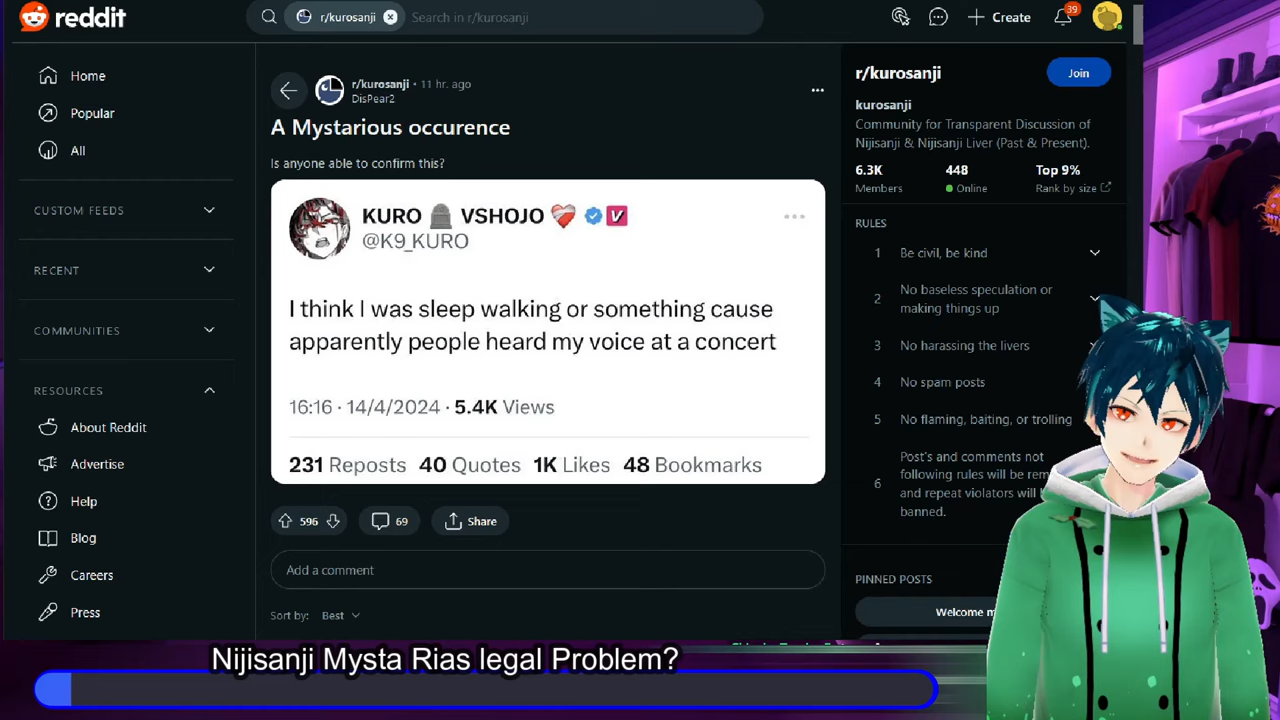 reddit
r/kurosanji
Search in r/kurosanji
Create
39
Home
Popular
All
CUSTOM FEEDS
RECENT
COMMUNITIES
RESOURCES
About Reddit
Advertise
Help
Blog
Careers
Press
r/kurosanji • 11 hr. ago
DisPear2
A Mystarious occurence
Is anyone able to confirm this?
KURO 🪦 VSHOJO ❤️‍🩹 V
@K9_KURO
I think I was sleep walking or something cause
apparently people heard my voice at a concert
16:16 · 14/4/2024 · 5.4K Views
231 Reposts 40 Quotes 1K Likes 48 Bookmarks
596
69
Share
Add a comment
Sort by: Best
r/kurosanji
Join
kurosanji
Community for Transparent Discussion of
Nijisanji & Nijisanji Liver (Past & Present).
6.3K 448 Top 9%
Members Online Rank by size
RULES
1 Be civil, be kind
2 No baseless speculation or
making things up
3 No harassing the livers
4 No spam posts
5 No flaming, baiting, or trolling
6 Post's and comments not
following rules will be rem
and repeat violators will
banned.
PINNED POSTS
Welcome
Nijisanji Mysta Rias legal Problem?